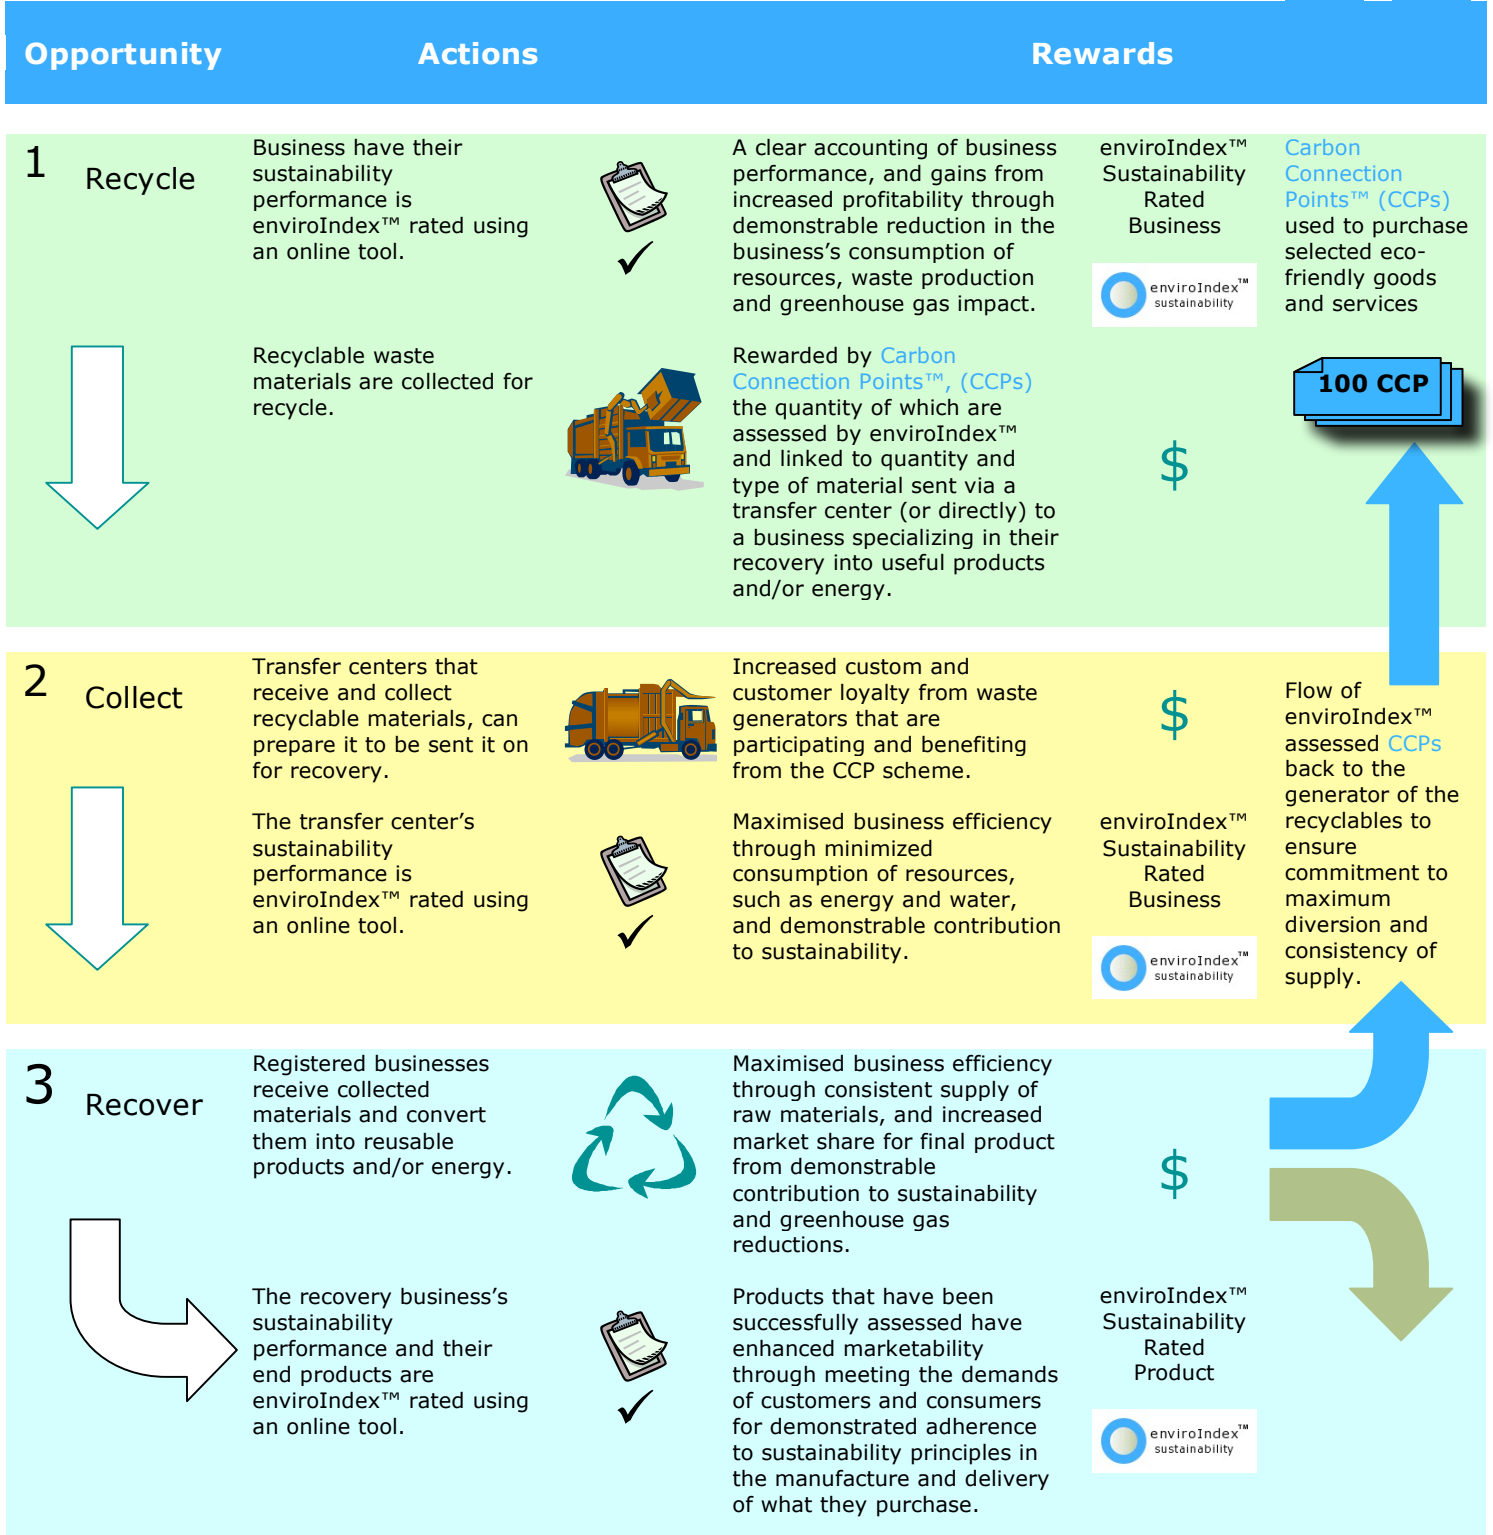 Opportunity
Actions
Rewards
1
Recycle
Business have their
sustainability
performance is
enviroIndex™ rated using
an online tool.
A clear accounting of business
performance, and gains from
increased profitability through
demonstrable reduction in the
business’s consumption of
resources, waste production
and greenhouse gas impact.
enviroIndex™
Sustainability
Rated
Business
enviroIndex™
sustainability
Carbon
Connection
Points™ (CCPs)
used to purchase
selected eco-
friendly goods
and services
Recyclable waste
materials are collected for
recycle.
Rewarded by Carbon
Connection Points™, (CCPs)
the quantity of which are
assessed by enviroIndex™
and linked to quantity and
type of material sent via a
transfer center (or directly) to
a business specializing in their
recovery into useful products
and/or energy.
$
100 CCP
2
Collect
Transfer centers that
receive and collect
recyclable materials, can
prepare it to be sent it on
for recovery.
Increased custom and
customer loyalty from waste
generators that are
participating and benefiting
from the CCP scheme.
$
Flow of
enviroIndex™
assessed CCPs
back to the
generator of the
recyclables to
ensure
commitment to
maximum
diversion and
consistency of
supply.
The transfer center’s
sustainability
performance is
enviroIndex™ rated using
an online tool.
Maximised business efficiency
through minimized
consumption of resources,
such as energy and water,
and demonstrable contribution
to sustainability.
enviroIndex™
Sustainability
Rated
Business
enviroIndex™
sustainability
3
Recover
Registered businesses
receive collected
materials and convert
them into reusable
products and/or energy.
Maximised business efficiency
through consistent supply of
raw materials, and increased
market share for final product
from demonstrable
contribution to sustainability
and greenhouse gas
reductions.
$
The recovery business’s
sustainability
performance and their
end products are
enviroIndex™ rated using
an online tool.
Products that have been
successfully assessed have
enhanced marketability
through meeting the demands
of customers and consumers
for demonstrated adherence
to sustainability principles in
the manufacture and delivery
of what they purchase.
enviroIndex™
Sustainability
Rated
Product
enviroIndex™
sustainability